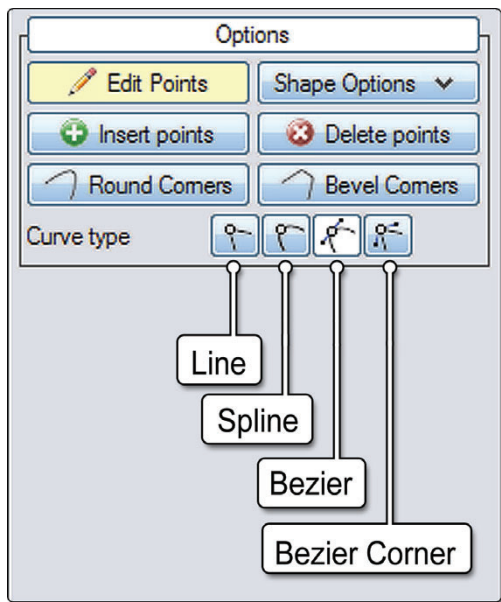 Options
Edit Points
Shape Options
Insert points
Delete points
Round Corners
Bevel Corners
Curve type
Line
Spline
Bezier
Bezier Corner